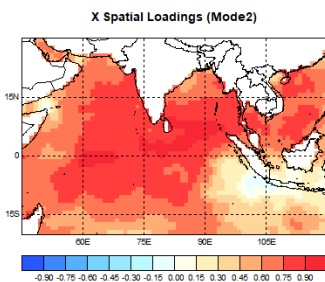 X Spatial Loadings (Mode2)
15N
0
15S
60E 75E 90E 105E
-0.90 -0.75 -0.60 -0.45 -0.30 -0.15 0.00 0.15 0.30 0.45 0.60 0.75 0.90